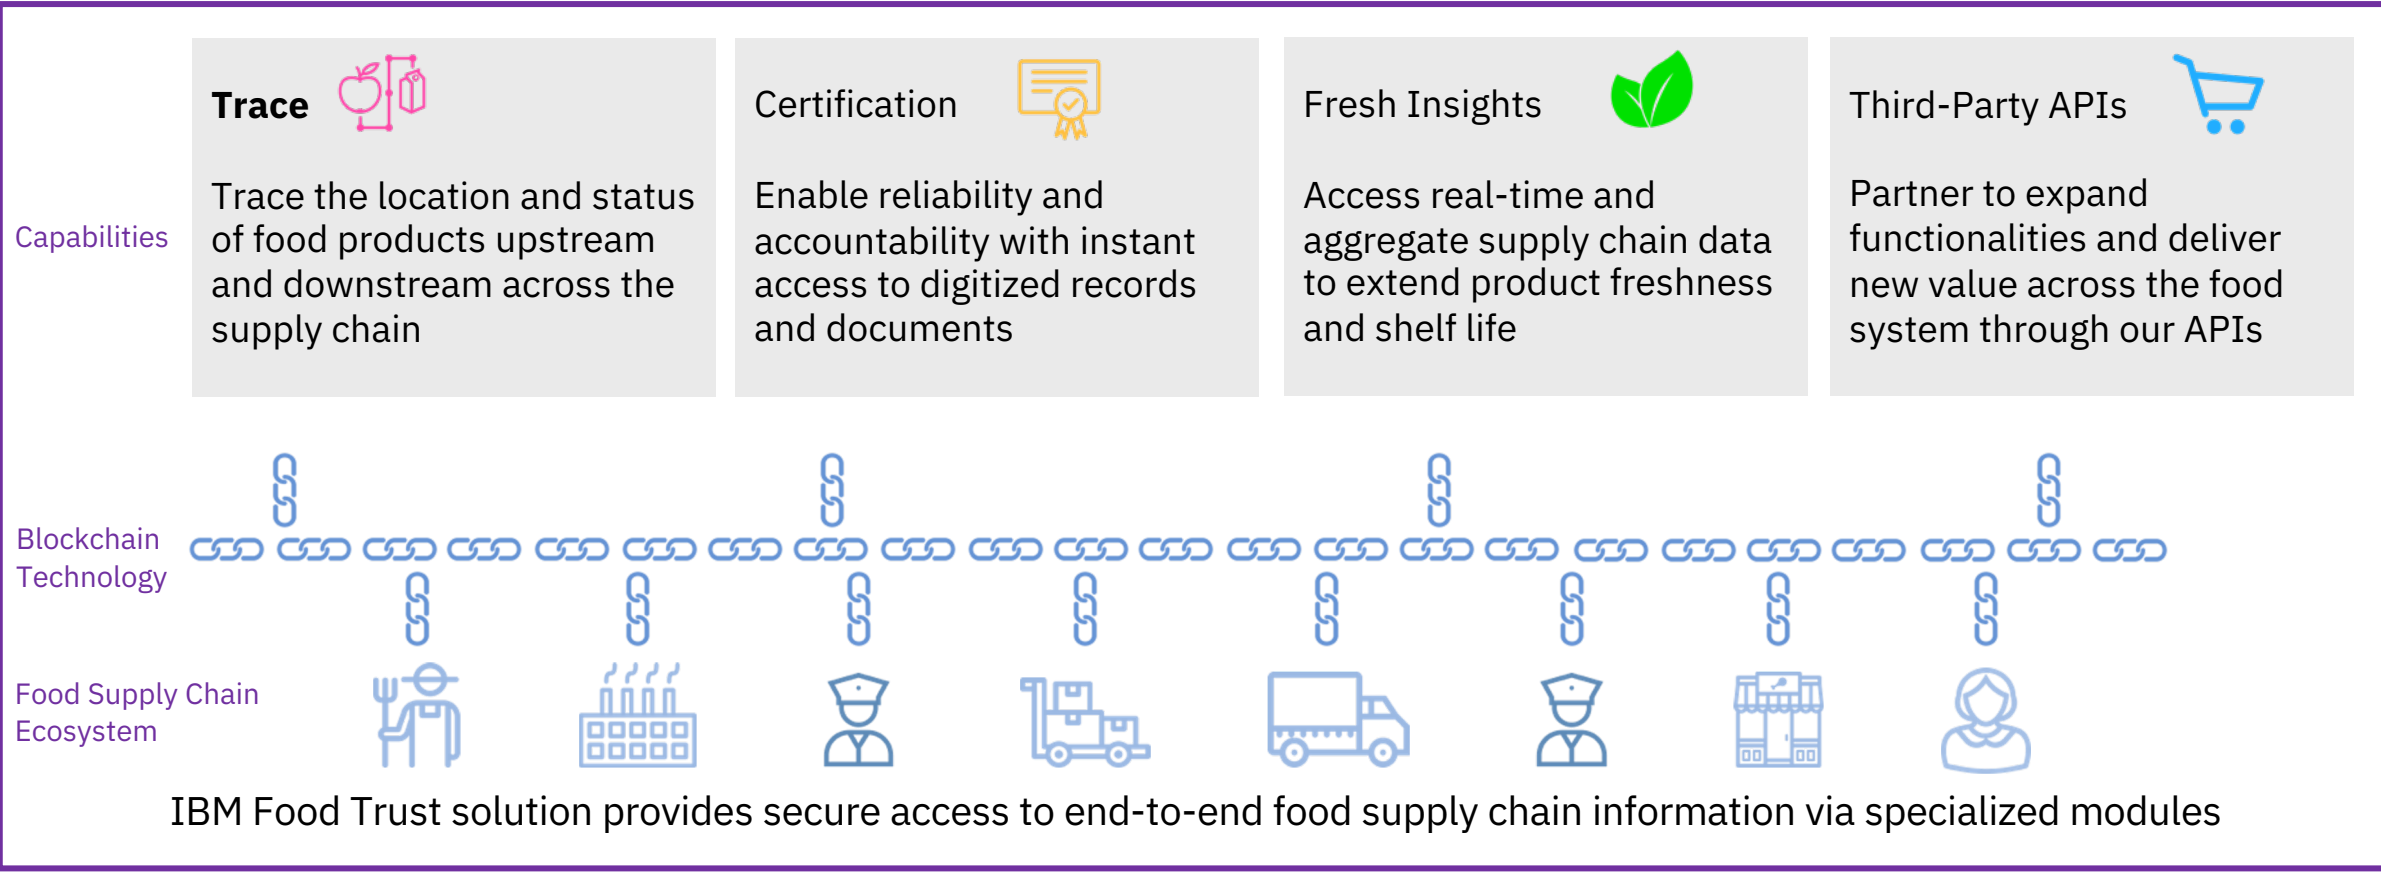 Trace
Trace the location and status
of food products upstream
and downstream across the
supply chain
Certification
Enable reliability and
accountability with instant
access to digitized records
and documents
Fresh Insights
Access real-time and
aggregate supply chain data
to extend product freshness
and shelf life
Third-Party APIs
Partner to expand
functionalities and deliver
new value across the food
system through our APIs
Capabilities
Blockchain
Technology
Food Supply Chain
Ecosystem
IBM Food Trust solution provides secure access to end-to-end food supply chain information via specialized modules